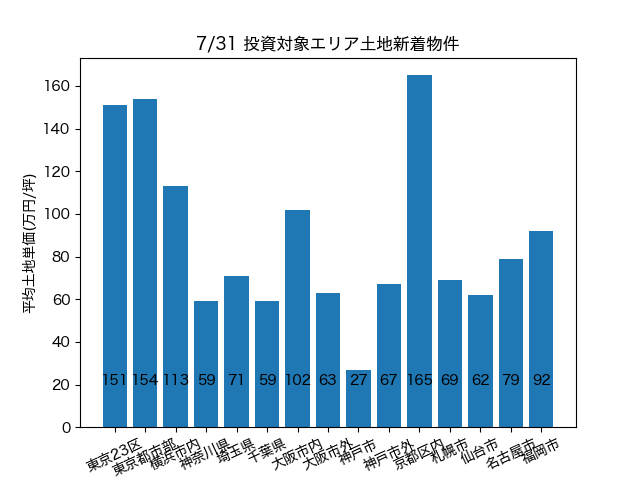 7/31 投資対象エリア土地新着物件
平均土地単価(万円/坪)
160
140
120
100
80
60
40
20
0
151 154 113 59 71 59 102 63 27 67 165 69 62 79 92
東京23区
東京都市部
横浜市内
神奈川県
埼玉県
千葉県
大阪市内
大阪市外
神戸市
神戸市外
京都区内
札幌市
仙台市
名古屋市
福岡市